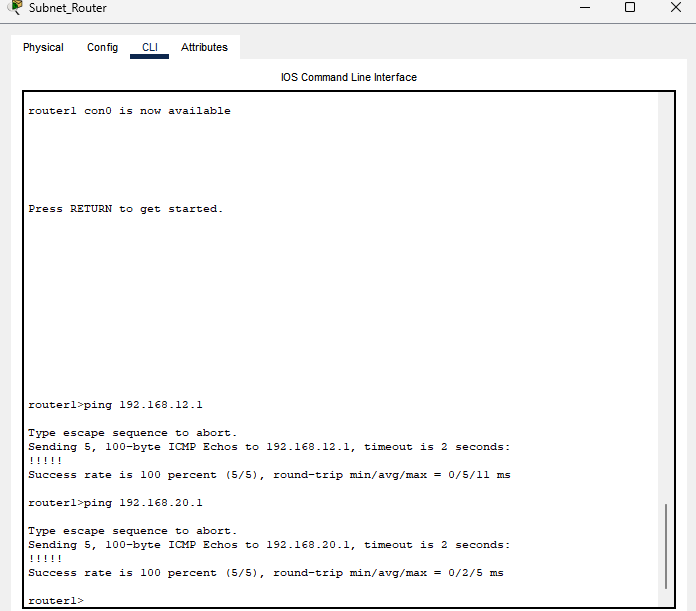 Subnet_Router
Physical Config CLI Attributes
IOS Command Line Interface
router1 con0 is now available
Press RETURN to get started.
router1>ping 192.168.12.1
Type escape sequence to abort.
Sending 5, 100-byte ICMP Echos to 192.168.12.1, timeout is 2 seconds:
!!!!!
Success rate is 100 percent (5/5), round-trip min/avg/max = 0/5/11 ms
router1>ping 192.168.20.1
Type escape sequence to abort.
Sending 5, 100-byte ICMP Echos to 192.168.20.1, timeout is 2 seconds:
!!!!!
Success rate is 100 percent (5/5), round-trip min/avg/max = 0/2/5 ms
router1>